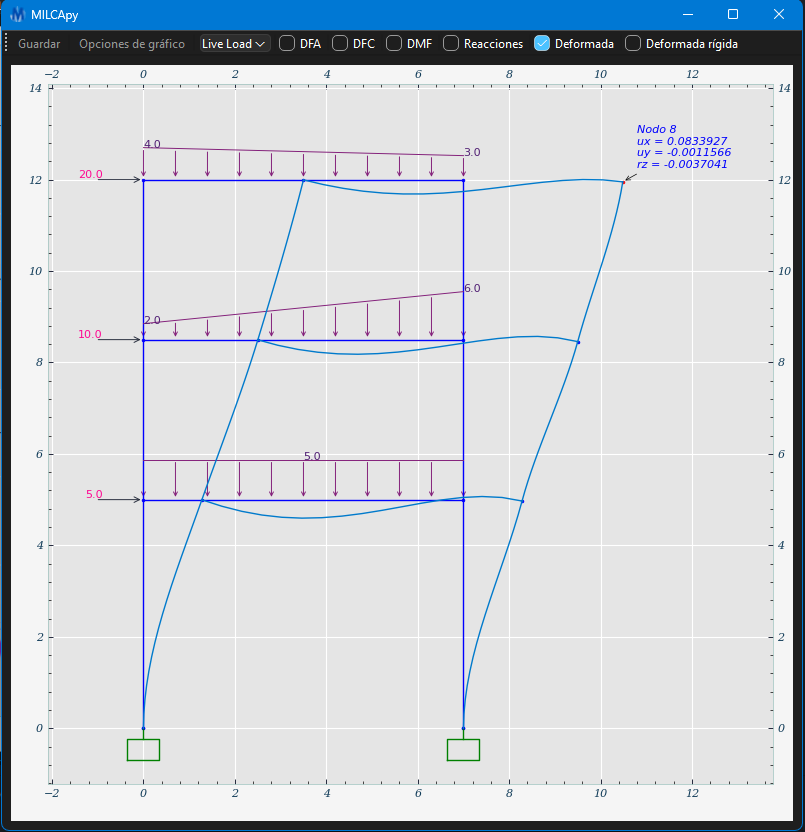 MILCApy
Guardar Opciones de gráfico Live Load DFA DFC DMF Reacciones Deformada Deformada rígida
−2 0 2 4 6 8 10 12
14 14
Nodo 8
ux = 0.0833927
uy = -0.0011566
rz = -0.0037041
4.0
3.0
20.0
12 12
10 10
6.0
2.0
10.0
8 8
6 6
5.0
5.0
4 4
2 2
0 0
−2 0 2 4 6 8 10 12